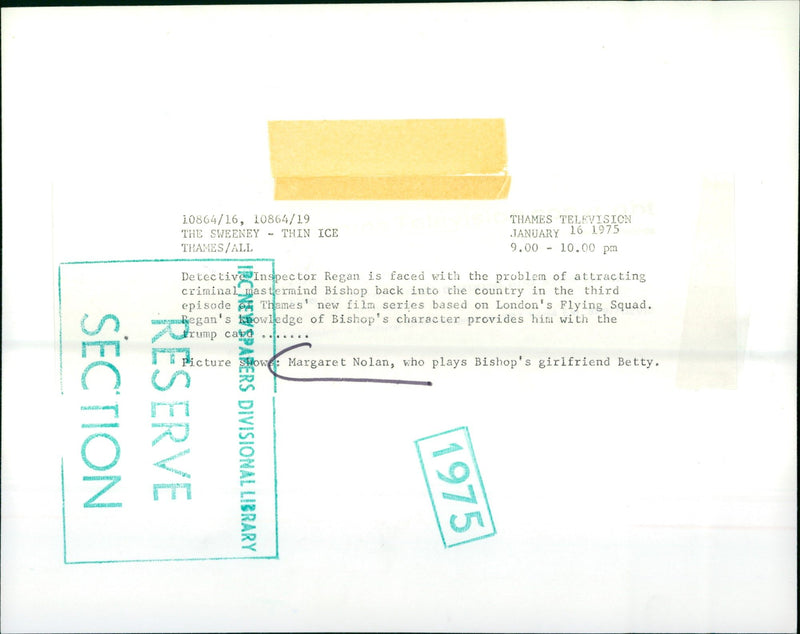 10864/16, 10864/19
THE SWEENEY - THIN ICE
THAMES/ALL
THAMES TELEVISION
JANUARY 16 1975
9.00 - 10.00 pm
Detective Inspector Regan is faced with the problem of attracting
criminal mastermind Bishop back into the country in the third
episode of Thames' new film series based on London's Flying Squad.
Regan's knowledge of Bishop's character provides him with the
trump card .......
Picture shows: Margaret Nolan, who plays Bishop's girlfriend Betty.
IPC NEWSPAPERS DIVISIONAL LIBRARY
RESERVE
SECTION
1975